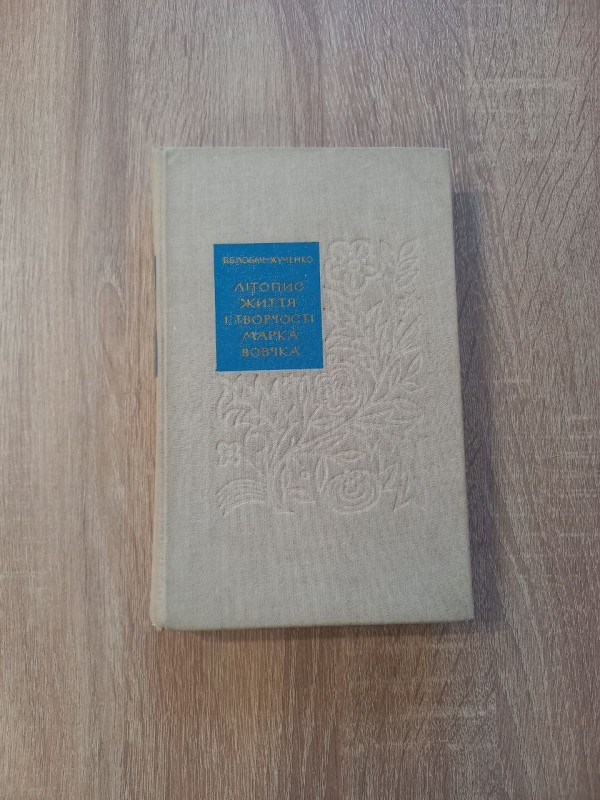 Б.Б.ЛОБАЧ-ЖУЧЕНКО
ЛІТОПИС
ЖИТТЯ
І ТВОРЧОСТІ
МАРКА
ВОВЧКА